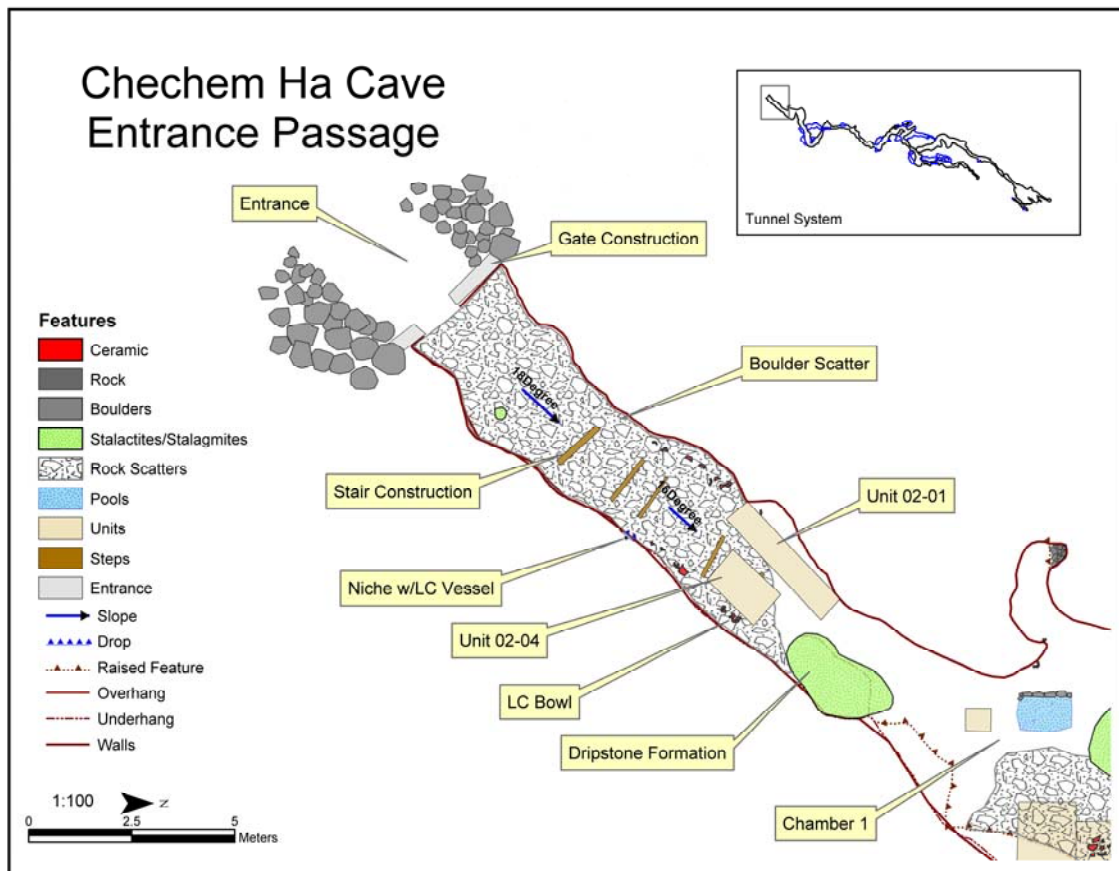 Chechem Ha Cave
Entrance Passage
Tunnel System
Entrance
Gate Construction
Boulder Scatter
18Degree
Stair Construction
16Degree
Unit 02-01
Niche w/LC Vessel
Unit 02-04
LC Bowl
Dripstone Formation
Chamber 1
Features
Ceramic
Rock
Boulders
Stalactites/Stalagmites
Rock Scatters
Pools
Units
Steps
Entrance
Slope
Drop
Raised Feature
Overhang
Underhang
Walls
1:100
N
0 2.5 5
Meters